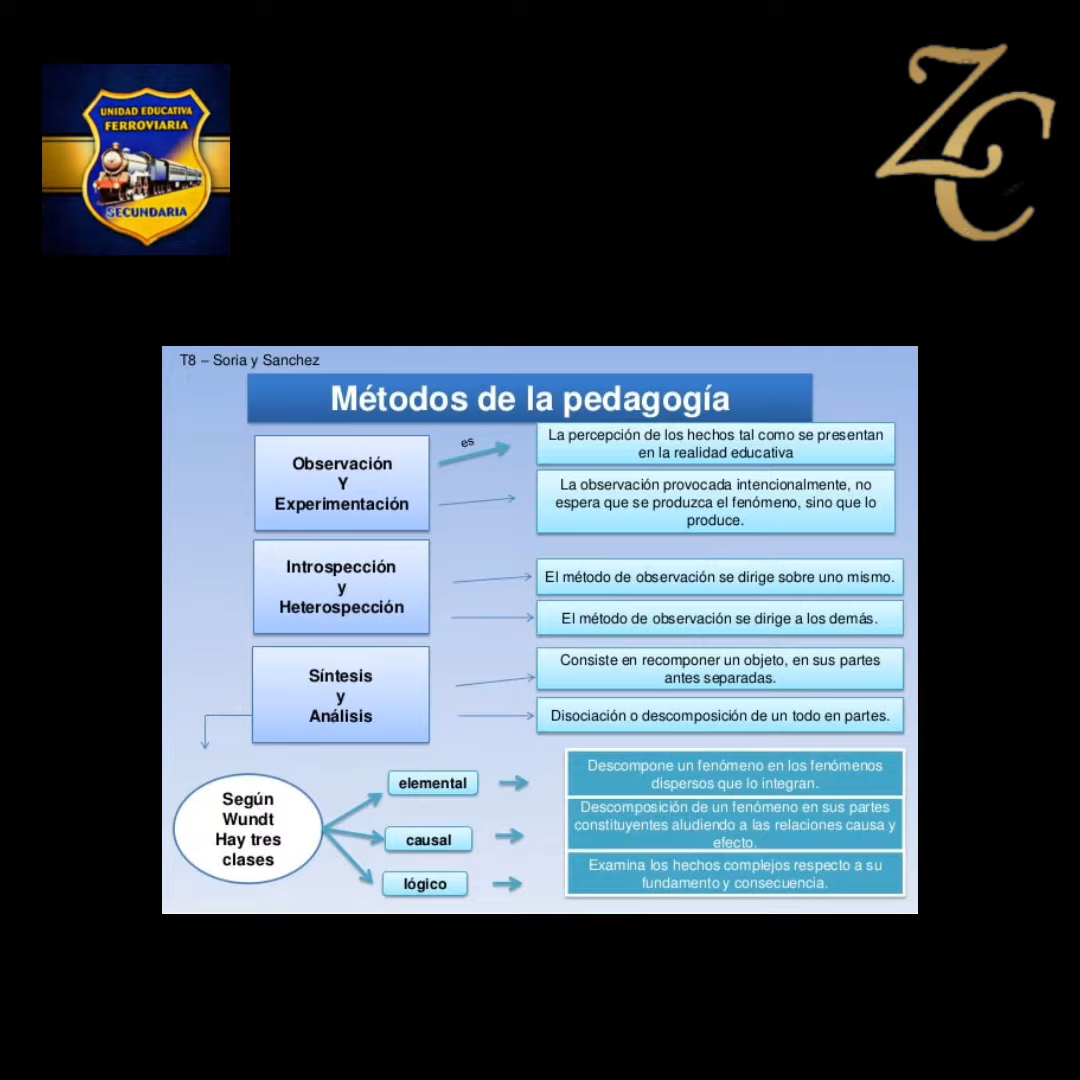 UNIDAD EDUCATIVA
FERROVIARIA
SECUNDARIA
ZC
T8 – Soria y Sanchez
Métodos de la pedagogía
Observación
Y
Experimentación
es
La percepción de los hechos tal como se presentan
en la realidad educativa
La observación provocada intencionalmente, no
espera que se produzca el fenómeno, sino que lo
produce.
Introspección
y
Heterospección
El método de observación se dirige sobre uno mismo.
El método de observación se dirige a los demás.
Síntesis
y
Análisis
Consiste en recomponer un objeto, en sus partes
antes separadas.
Disociación o descomposición de un todo en partes.
Según
Wundt
Hay tres
clases
elemental
Descompone un fenómeno en los fenómenos
dispersos que lo integran.
causal
Descomposición de un fenómeno en sus partes
constituyentes aludiendo a las relaciones causa y
efecto.
lógico
Examina los hechos complejos respecto a su
fundamento y consecuencia.